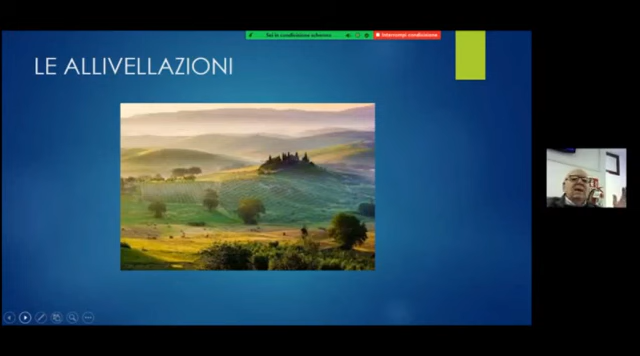 Sei in condivisione schermo
Interrompi condivisione
LE ALLIVELLAZIONI